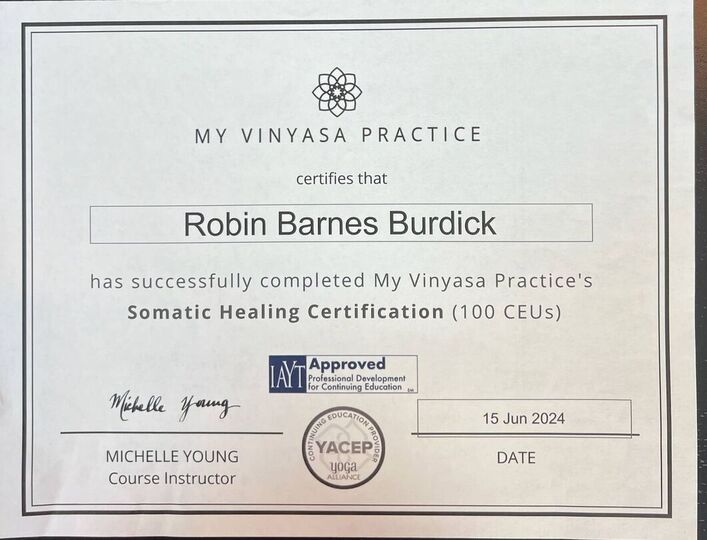 MY VINYASA PRACTICE
certifies that
Robin Barnes Burdick
has successfully completed My Vinyasa Practice's
Somatic Healing Certification (100 CEUs)
IAYT Approved
Professional Development
for Continuing Education SM
Michelle Young
MICHELLE YOUNG
Course Instructor
CONTINUING EDUCATION PROVIDER
YACEP
yoga
ALLIANCE
15 Jun 2024
DATE